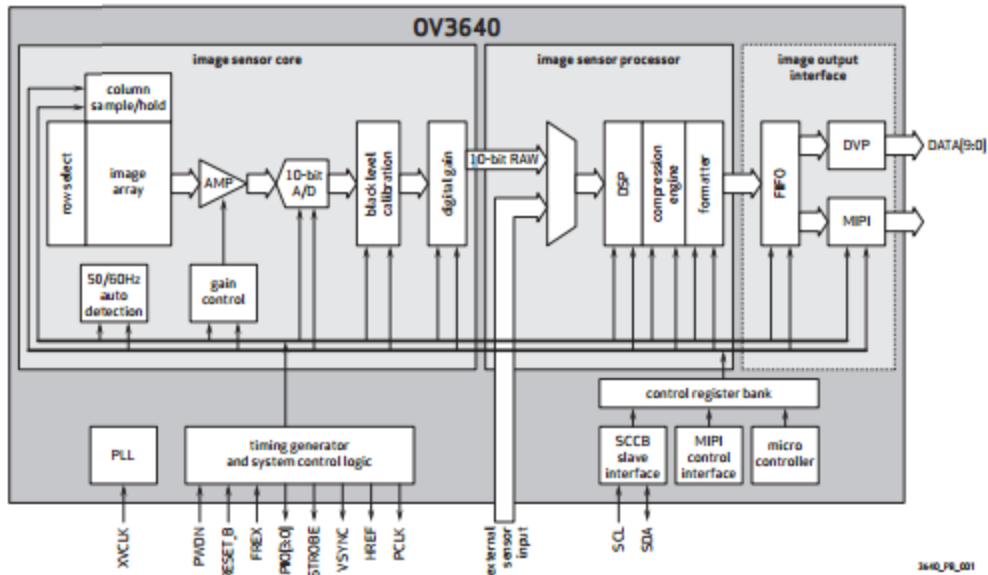 OV3640
image sensor core
image sensor processor
image output
interface
column
sample/hold
row select
image
array
AMP
10-bit
A/D
black level
calibration
digital gain
10-bit RAW
DSP
compression
engine
formatter
FIFO
DVP
MIPI
DATA[9:0]
50/60Hz
auto
detection
gain
control
control register bank
PLL
timing generator
and system control logic
SCCB
slave
interface
MIPI
control
interface
micro
controller
XVCLK
PWDN
RESET_B
FREX
PIO[3:0]
STROBE
VSYNC
HREF
PCLK
external
sensor
input
SCL
SDA
3640_PB_001